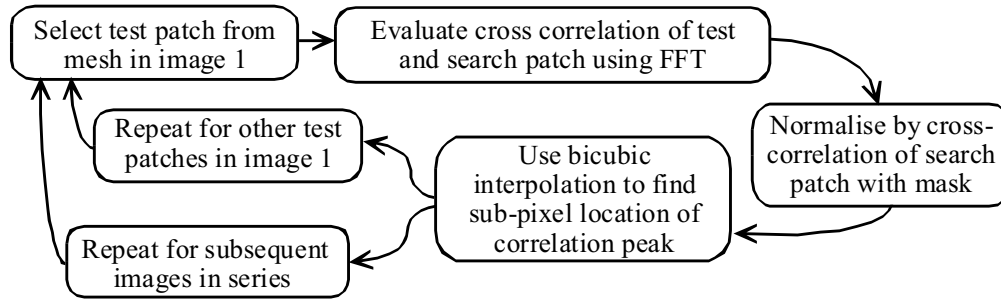 Select test patch from
mesh in image 1
Evaluate cross correlation of test
and search patch using FFT
Normalise by cross-
correlation of search
patch with mask
Use bicubic
interpolation to find
sub-pixel location of
correlation peak
Repeat for other test
patches in image 1
Repeat for subsequent
images in series